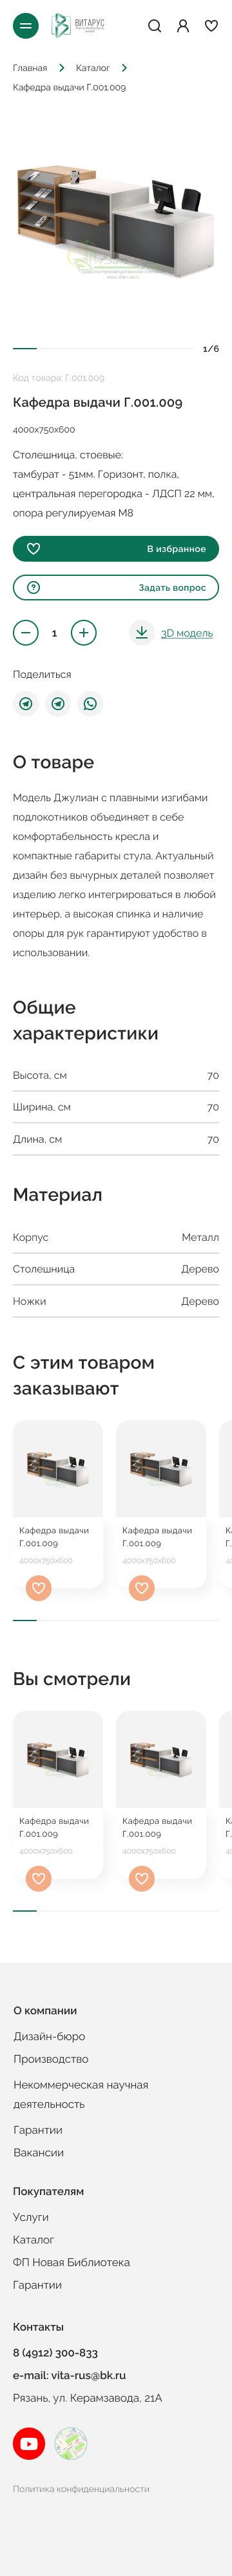 ВИТАРУС
Главная
Каталог
Кафедра выдачи Г.001.009
1/6
Код товара: Г.001.009
Кафедра выдачи Г.001.009
4000х750х600
Столешница, стоевые:
тамбурат - 51мм. Горизонт, полка,
центральная перегородка - ЛДСП 22 мм,
опора регулируемая М8
В избранное
Задать вопрос
1
3D модель
Поделиться
О товаре
Модель Джулиан с плавными изгибами
подлокотников объединяет в себе
комфортабельность кресла и
компактные габариты стула. Актуальный
дизайн без вычурных деталей позволяет
изделию легко интегрироваться в любой
интерьер, а высокая спинка и наличие
опоры для рук гарантируют удобство в
использовании.
Общие
характеристики
Высота, см 70
Ширина, см 70
Длина, см 70
Материал
Корпус Металл
Столешница Дерево
Ножки Дерево
С этим товаром
заказывают
Кафедра выдачи
Г.001.009
4000х750х600
Кафедра выдачи
Г.001.009
4000х750х600
Вы смотрели
Кафедра выдачи
Г.001.009
4000х750х600
Кафедра выдачи
Г.001.009
4000х750х600
О компании
Дизайн-бюро
Производство
Некоммерческая научная
деятельность
Гарантии
Вакансии
Покупателям
Услуги
Каталог
ФП Новая Библиотека
Гарантии
Контакты
8 (4912) 300-833
e-mail: vita-rus@bk.ru
Рязань, ул. Керамзавода, 21А
Политика конфиденциальности